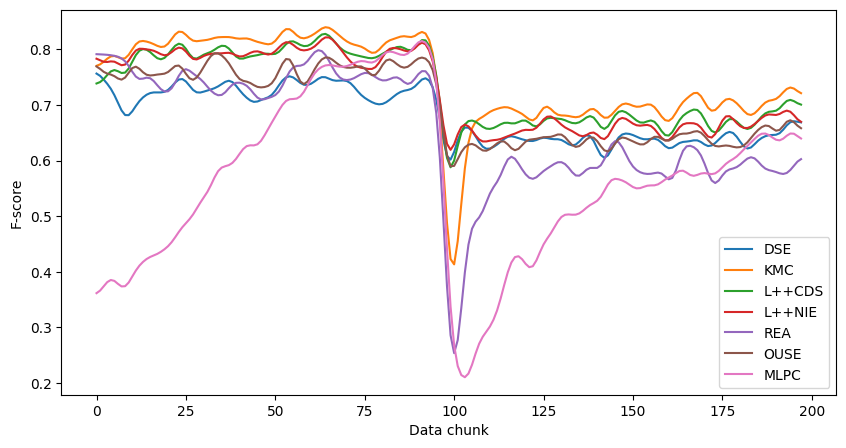 0.8
0.7
0.6
0.5
0.4
0.3
0.2
F-score
0
25
50
75
100
125
150
175
200
Data chunk
DSE
KMC
L++CDS
L++NIE
REA
OUSE
MLPC